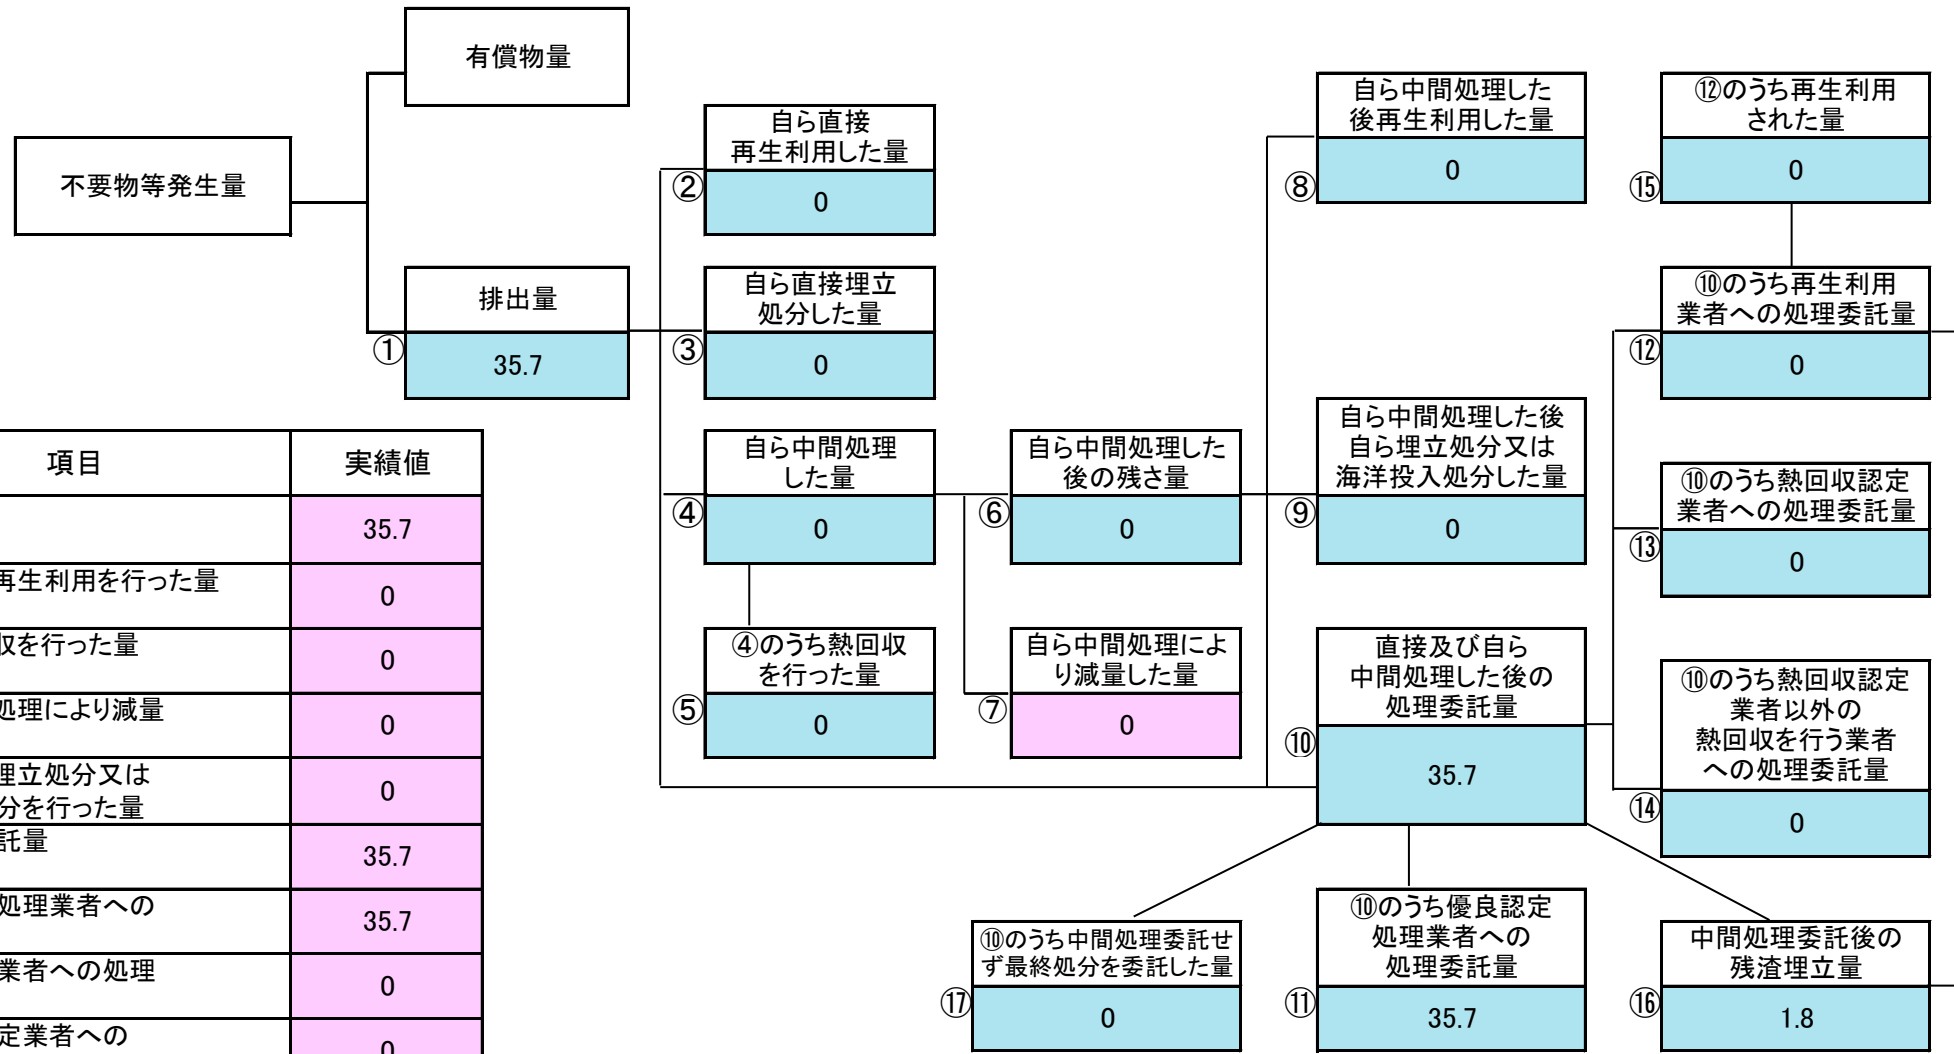 有償物量
不要物等発生量
排出量
①
35.7
自ら直接
再生利用した量
②
0
自ら直接埋立
処分した量
③
0
自ら中間処理
した量
④
0
④のうち熱回収
を行った量
⑤
0
自ら中間処理した
後の残さ量
⑥
0
自ら中間処理によ
り減量した量
⑦
0
自ら中間処理した
後再生利用した量
⑧
0
自ら中間処理した後
自ら埋立処分又は
海洋投入処分した量
⑨
0
直接及び自ら
中間処理した後の
処理委託量
⑩
35.7
⑫のうち再生利用
された量
⑮
0
⑩のうち再生利用
業者への処理委託量
⑫
0
⑩のうち熱回収認定
業者への処理委託量
⑬
0
⑩のうち熱回収認定
業者以外の
熱回収を行う業者
への処理委託量
⑭
0
⑩のうち中間処理委託せ
ず最終処分を委託した量
⑰
0
⑩のうち優良認定
処理業者への
処理委託量
⑪
35.7
中間処理委託後の
残渣埋立量
⑯
1.8
項目 実績値
35.7
再生利用を行った量
0
収を行った量
0
処理により減量
0
埋立処分又は
分を行った量
0
託量
35.7
処理業者への
35.7
業者への処理
0
定業者への
0